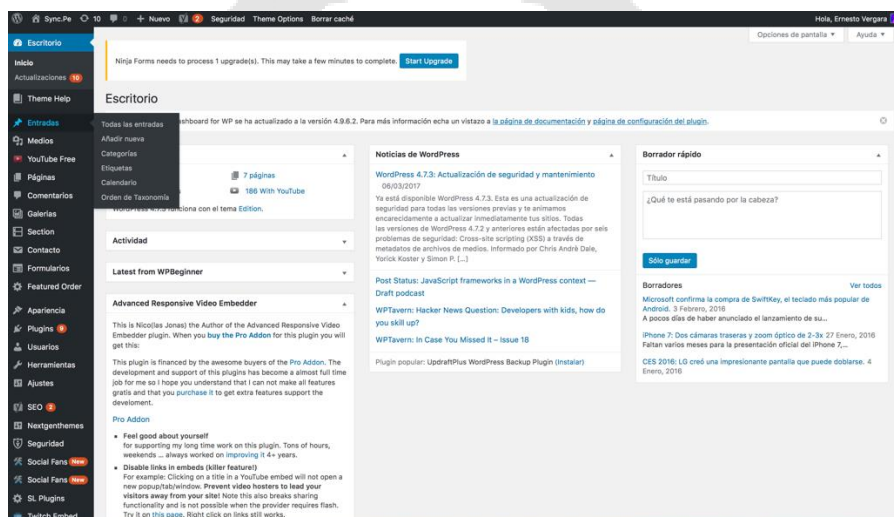 Sync.Pe 10 0 + Nuevo 2 Seguridad Theme Options Borrar caché Hola, Ernesto Vergara
Opciones de pantalla ▼ Ayuda ▼
Escritorio
Inicio
Actualizaciones 10
Theme Help
Entradas
Medios
YouTube Free
Páginas
Comentarios
Galerias
Section
Contacto
Formularios
Featured Order
Apariencia
Plugins 9
Usuarios
Herramientas
Ajustes
SEO 2
Nextgenthemes
Seguridad
Social Fans New
Social Fans New
SL Plugins
Twitch Embed
Todas las entradas
Añadir nueva
Categorías
Etiquetas
Calendario
Orden de Taxonomía
Ninja Forms needs to process 1 upgrade(s). This may take a few minutes to complete. Start Upgrade
Escritorio
shboard for WP se ha actualizado a la versión 4.9.6.2. Para más información echa un vistazo a la página de documentación y página de configuración del plugin.
7 páginas
186 With YouTube
WordPress 4.7.3 funciona con el tema Edition.
Actividad
Latest from WPBeginner
Advanced Responsive Video Embedder
This is Nico(las Jonas) the Author of the Advanced Responsive Video
Embedder plugin. When you buy the Pro Addon for this plugin you will
get this:
This plugin is financed by the awesome buyers of the Pro Addon. The
development and support of this plugins has become a almost full time
job for me so I hope you understand that I can not make all features
gratis and that you purchase it to get extra features support the
develoment.
Pro Addon
• Feel good about yourself
for supporting my long time work on this plugin. Tons of hours,
weekends … always worked on improving it 4+ years.
• Disable links in embeds (killer feature!)
For example: Clicking on a title in a YouTube embed will not open a
new popup/tab/window. Prevent video hosters to lead your
visitors away from your site! Note this also breaks sharing
functionality and is not possible when the provider requires flash.
Try it on this page. Right click on links still works.
Noticias de WordPress
WordPress 4.7.3: Actualización de seguridad y mantenimiento
06/03/2017
Ya está disponible WordPress 4.7.3. Esta es una actualización de
seguridad para todas las versiones previas y te animamos
encarecidamente a actualizar inmediatamente tus sitios. Todas
las versiones de WordPress 4.7.2 y anteriores están afectadas por seis
problemas de seguridad: Cross-site scripting (XSS) a través de
metadatos de archivos de medios. Informado por Chris Andrè Dale,
Yorick Koster y Simon P. […]
Post Status: JavaScript frameworks in a WordPress context —
Draft podcast
WPTavern: Hacker News Question: Developers with kids, how do
you skill up?
WPTavern: In Case You Missed It – Issue 18
Plugin popular: UpdraftPlus WordPress Backup Plugin (Instalar)
Borrador rápido
Título
¿Qué te está pasando por la cabeza?
Sólo guardar
Borradores Ver todos
Microsoft confirma la compra de SwiftKey, el teclado más popular de
Android. 3 Febrero, 2016
A pocos días de haber anunciado el lanzamiento de su…
iPhone 7: Dos cámaras traseras y zoom óptico de 2-3x 27 Enero, 2016
Faltan varios meses para la presentación oficial del iPhone 7,…
CES 2016: LG creó una impresionante pantalla que puede doblarse. 4
Enero, 2016